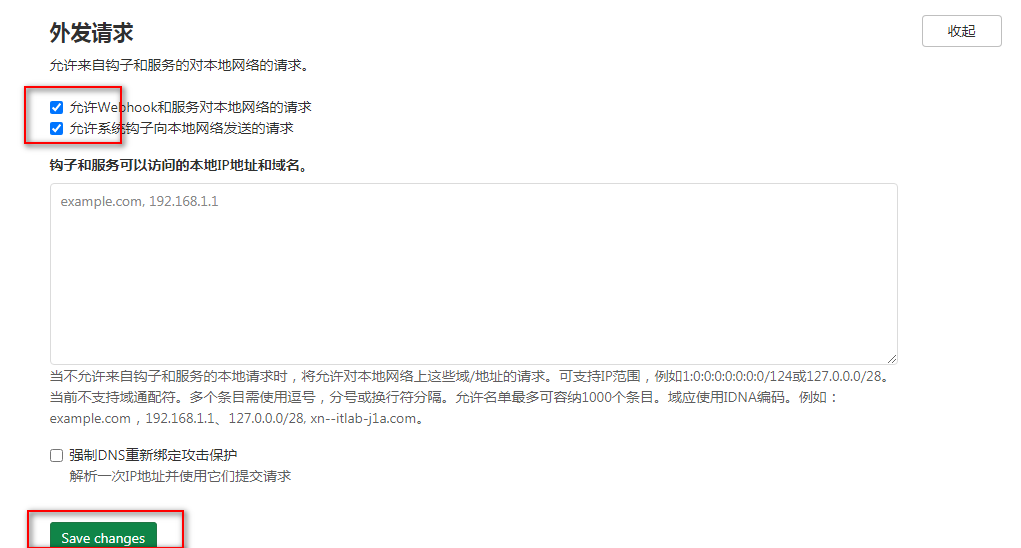 外发请求
收起
允许来自钩子和服务的对本地网络的请求。
允许Webhook和服务对本地网络的请求
允许系统钩子向本地网络发送的请求
钩子和服务可以访问的本地IP地址和域名。
example.com, 192.168.1.1
当不允许来自钩子和服务的本地请求时，将允许对本地网络上这些域/地址的请求。可支持IP范围，例如1:0:0:0:0:0:0:0/124或127.0.0.0/28。
当前不支持域通配符。多个条目需使用逗号，分号或换行符分隔。允许名单最多可容纳1000个条目。域应使用IDNA编码。例如：
example.com，192.168.1.1、127.0.0.0/28, xn--itlab-j1a.com。
强制DNS重新绑定攻击保护
解析一次IP地址并使用它们提交请求
Save changes